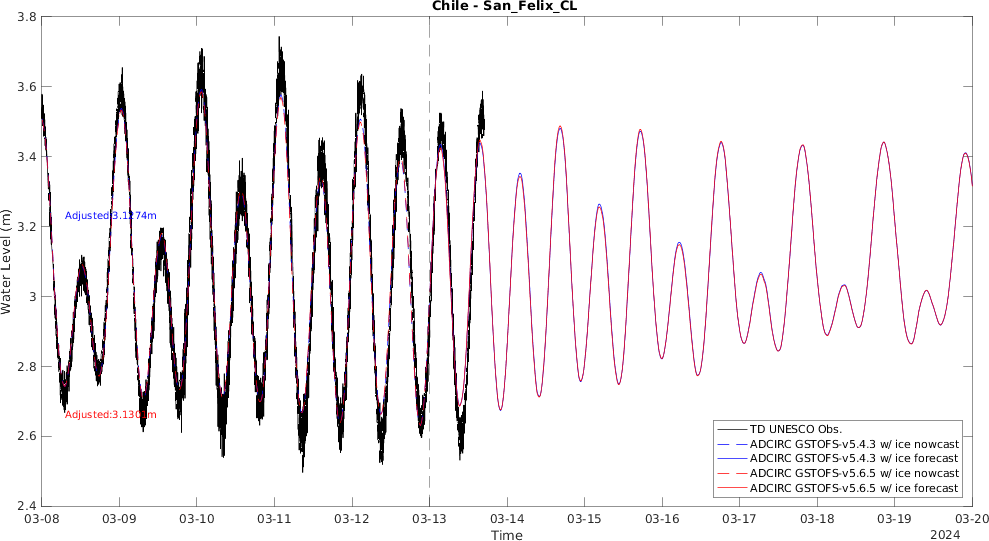 Chile - San_Felix_CL
3.8
3.6
3.4
3.2
3
2.8
2.6
2.4
Water Level (m)
Adjusted:3.1274m
Adjusted:3.1301m
TD UNESCO Obs.
ADCIRC GSTOFS-v5.4.3 w/ ice nowcast
ADCIRC GSTOFS-v5.4.3 w/ ice forecast
ADCIRC GSTOFS-v5.6.5 w/ ice nowcast
ADCIRC GSTOFS-v5.6.5 w/ ice forecast
03-08 03-09 03-10 03-11 03-12 03-13 03-14 03-15 03-16 03-17 03-18 03-19 03-20
Time
2024